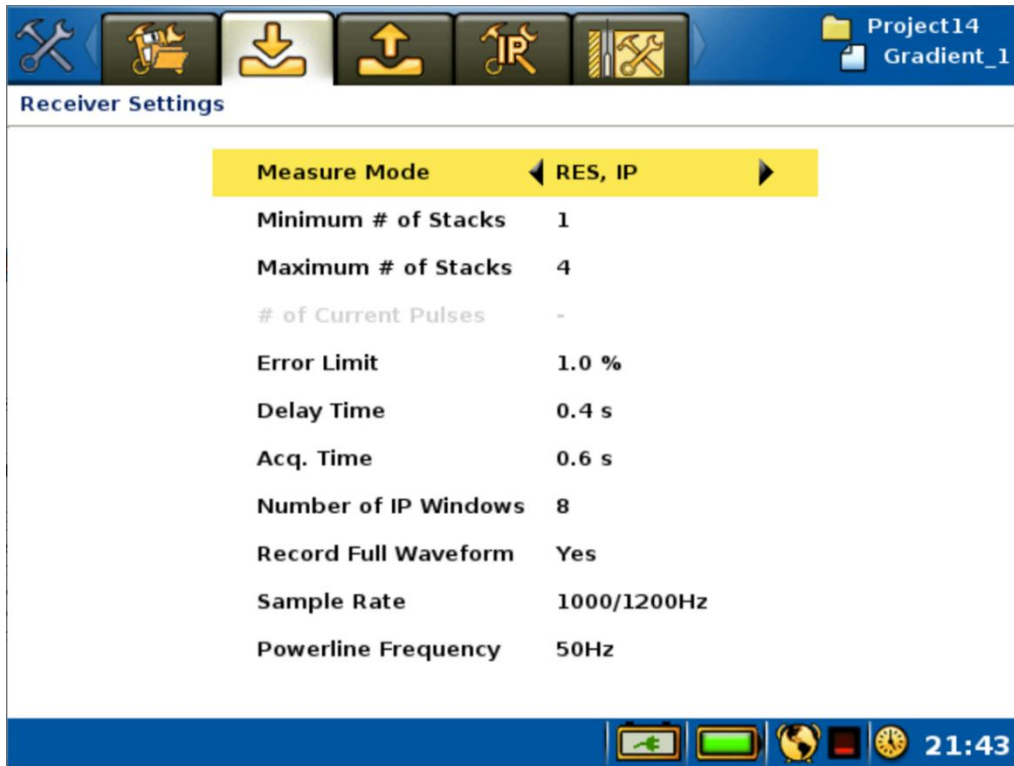 IR
Project14
Gradient_1
Receiver Settings
Measure Mode RES, IP
Minimum # of Stacks 1
Maximum # of Stacks 4
# of Current Pulses -
Error Limit 1.0 %
Delay Time 0.4 s
Acq. Time 0.6 s
Number of IP Windows 8
Record Full Waveform Yes
Sample Rate 1000/1200Hz
Powerline Frequency 50Hz
21:43